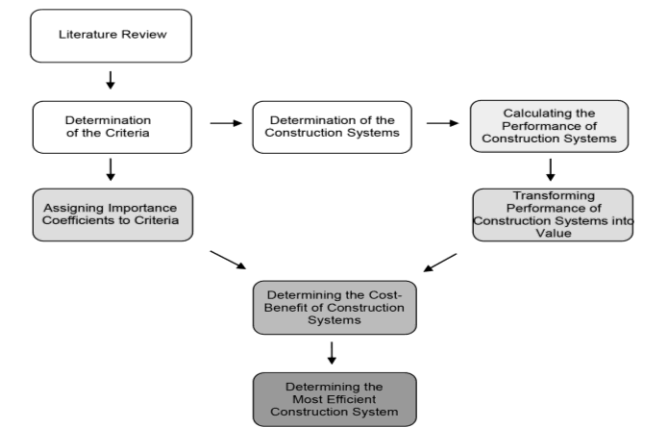 Literature Review
Determination
of the Criteria
Determination of the
Construction Systems
Calculating the
Performance of
Construction Systems
Assigning Importance
Coefficients to Criteria
Transforming
Performance of
Construction Systems into
Value
Determining the Cost-
Benefit of Construction
Systems
Determining the
Most Efficient
Construction System